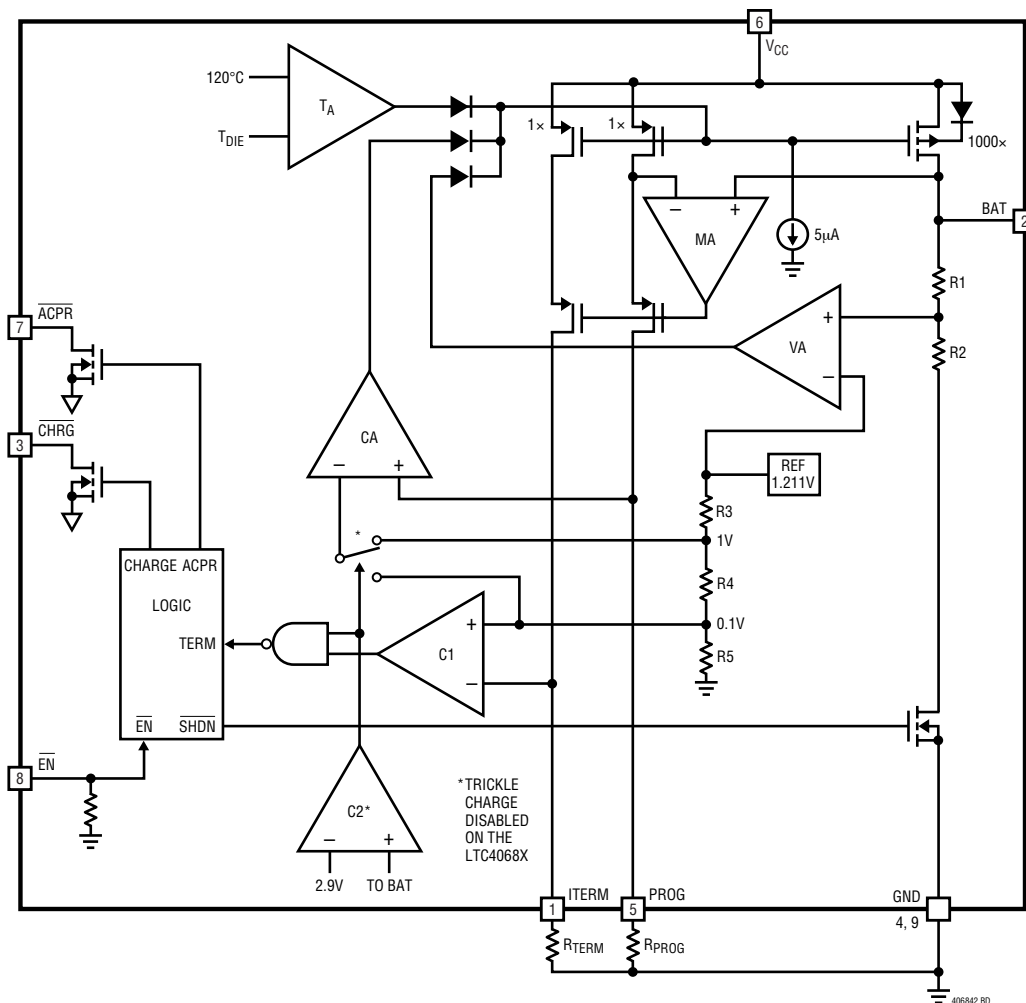 6
VCC
120°C
TA
TDIE
1×
1×
1000×
BAT
2
– +
MA
5µA
R1
ACPR
7
+
VA
–
R2
CHRG
3
CA
– +
REF
1.211V
R3
*
1V
CHARGE ACPR
R4
LOGIC
TERM
+
C1
–
0.1V
R5
EN SHDN
EN
8
C2*
– +
2.9V TO BAT
*TRICKLE
CHARGE
DISABLED
ON THE
LTC4068X
ITERM PROG GND
1 5 4, 9
RTERM RPROG
406842 BD